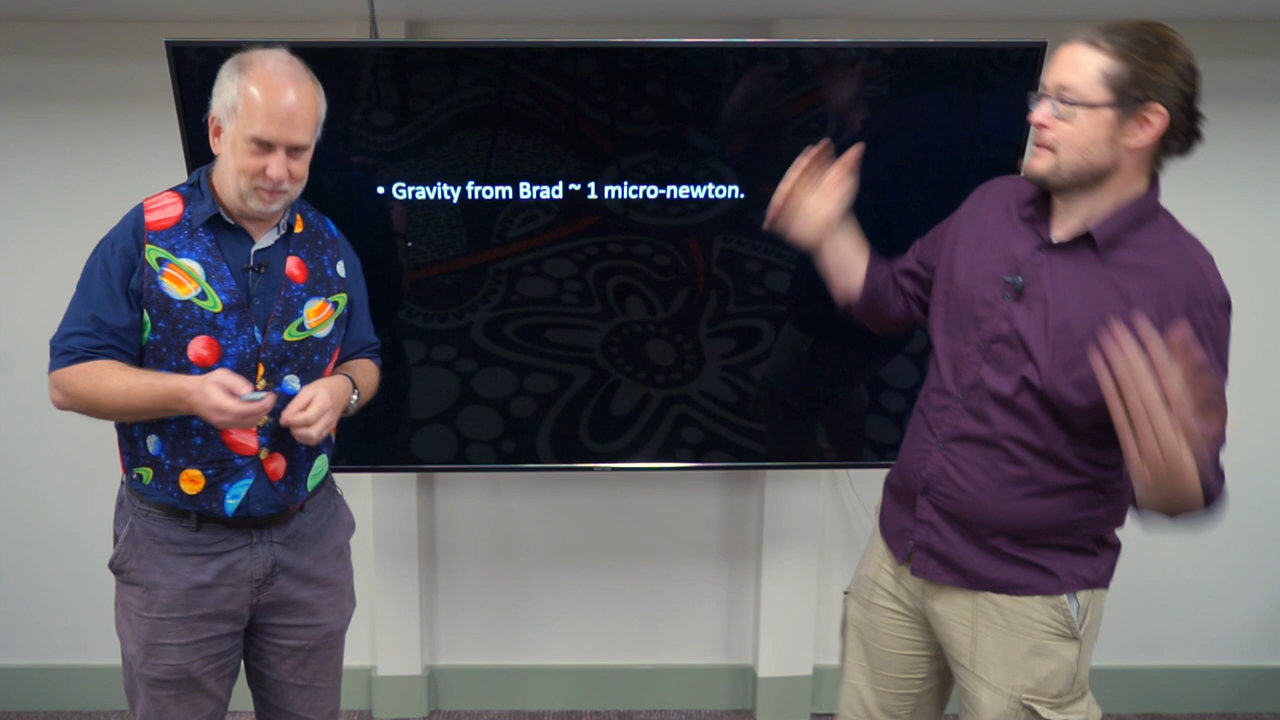 • Gravity from Brad ~ 1 micro-newton.